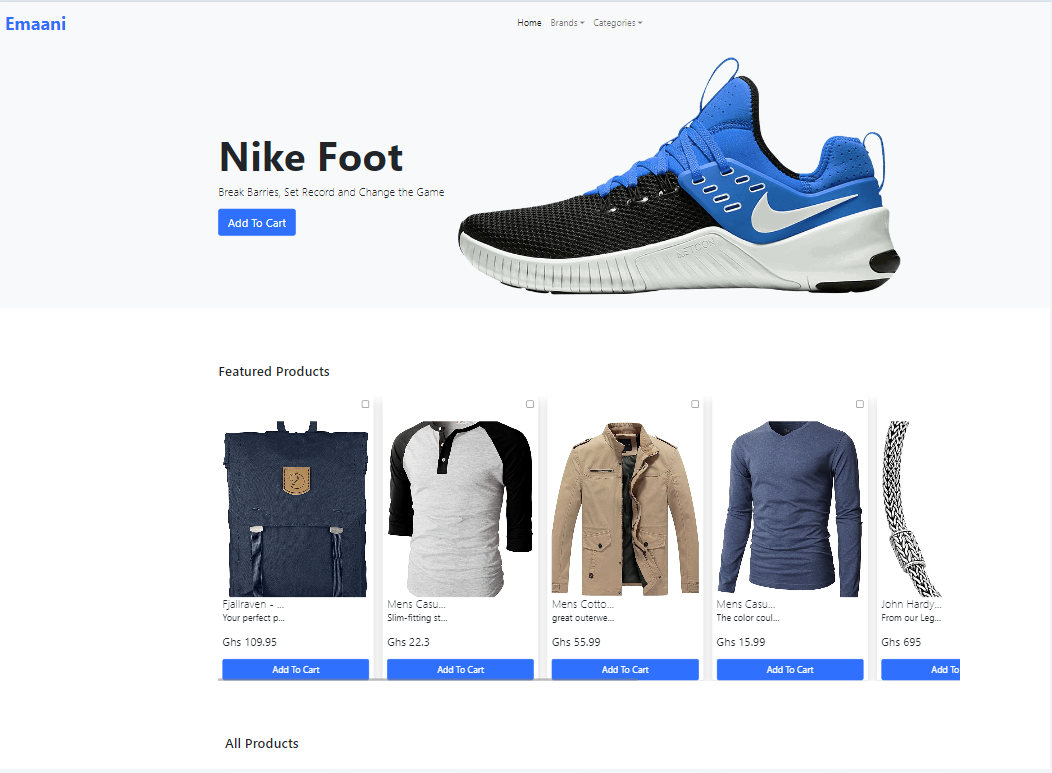 Emaani
Home Brands Categories
Nike Foot
Break Barries, Set Record and Change the Game
Add To Cart
METCON
Featured Products
Fjallraven - ...
Your perfect p...
Ghs 109.95
Add To Cart
Mens Casu...
Slim-fitting st...
Ghs 22.3
Add To Cart
Mens Cotto...
great outerwe...
Ghs 55.99
Add To Cart
Mens Casu...
The color coul...
Ghs 15.99
Add To Cart
John Hardy...
From our Leg...
Ghs 695
Add To
All Products